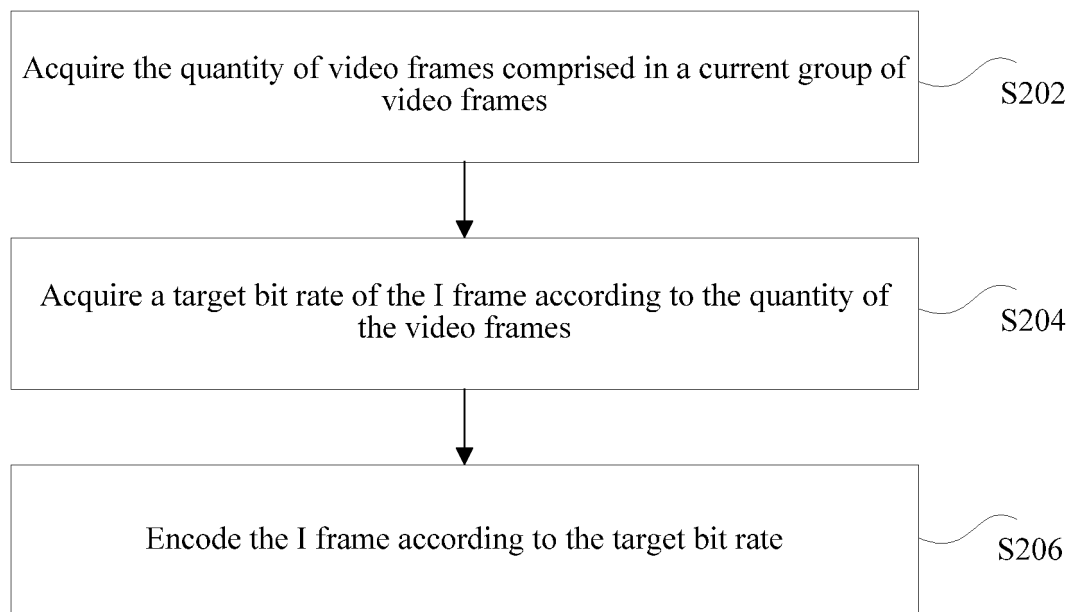 Acquire the quantity of video frames comprised in a current group of
video frames
S202
Acquire a target bit rate of the I frame according to the quantity of
the video frames
S204
Encode the I frame according to the target bit rate
S206